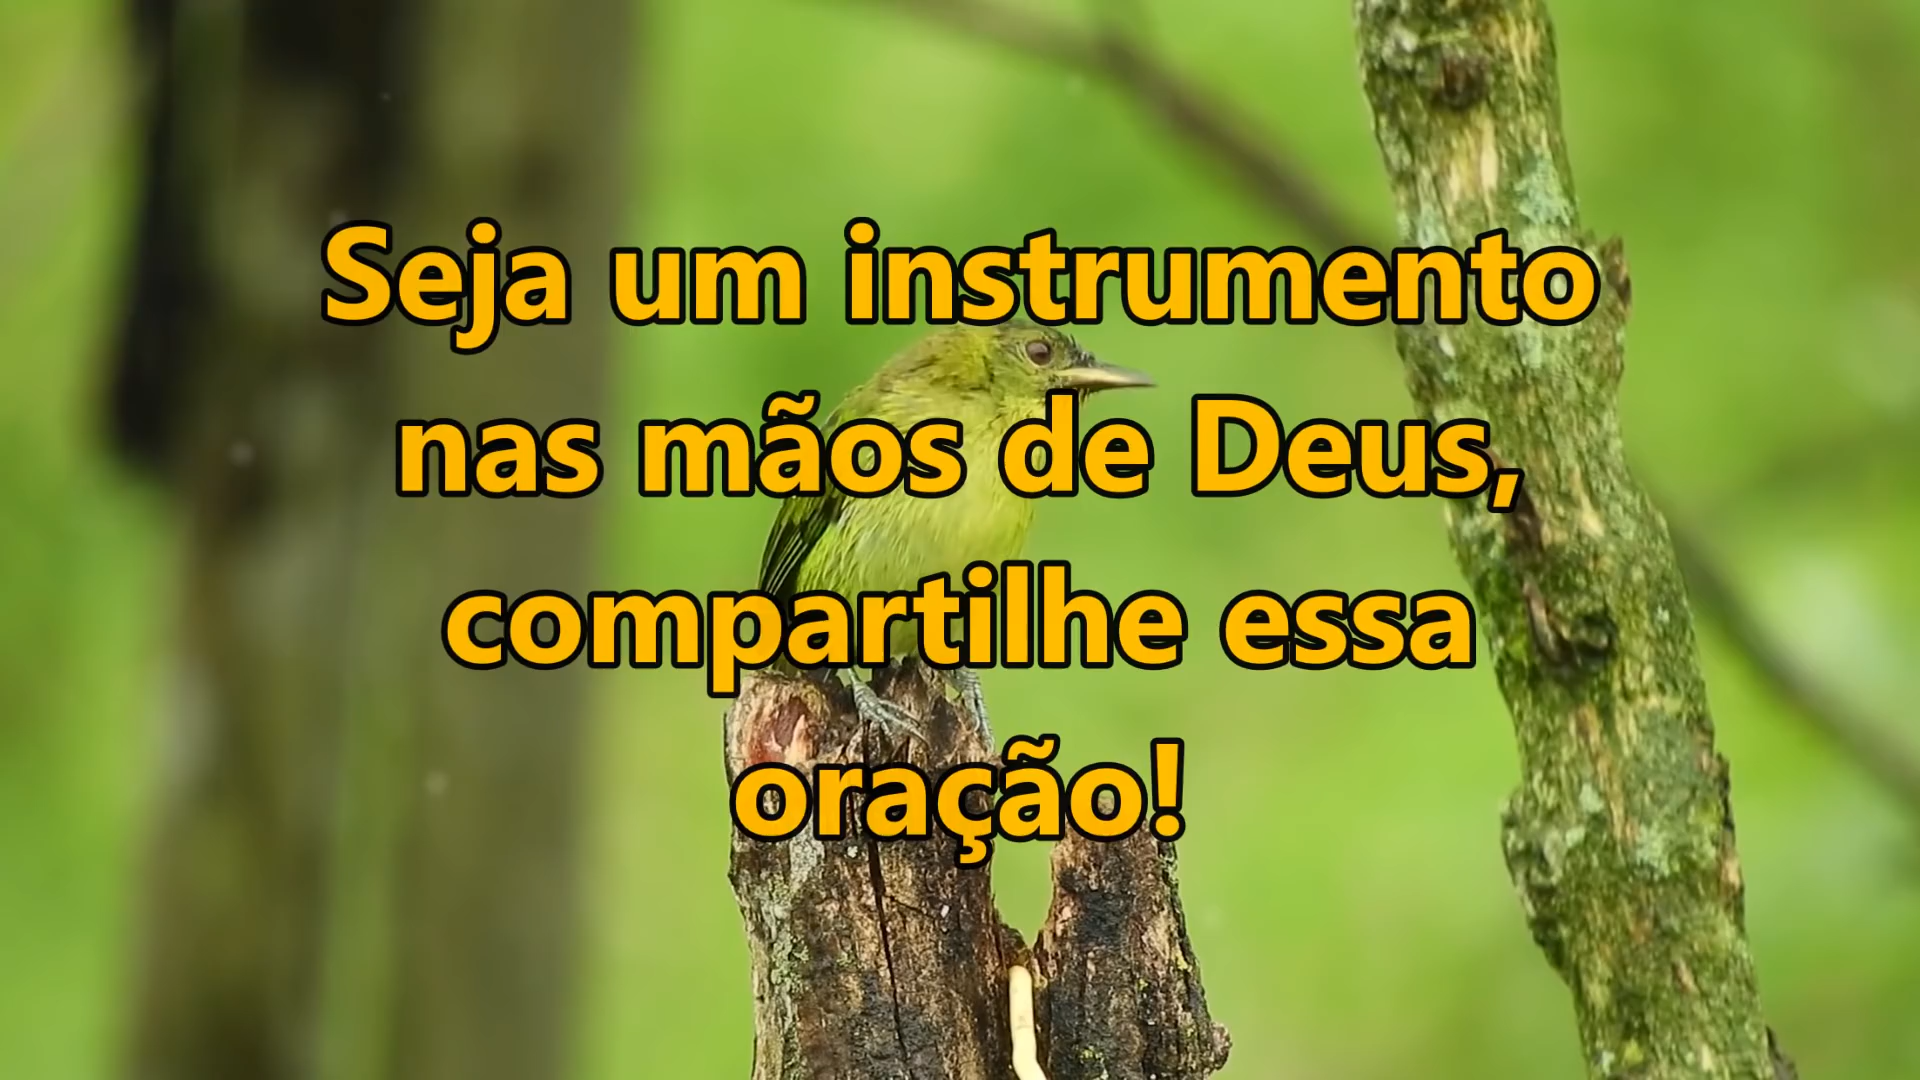 Seja um instrumento
nas mãos de Deus,
compartilhe essa
oração!